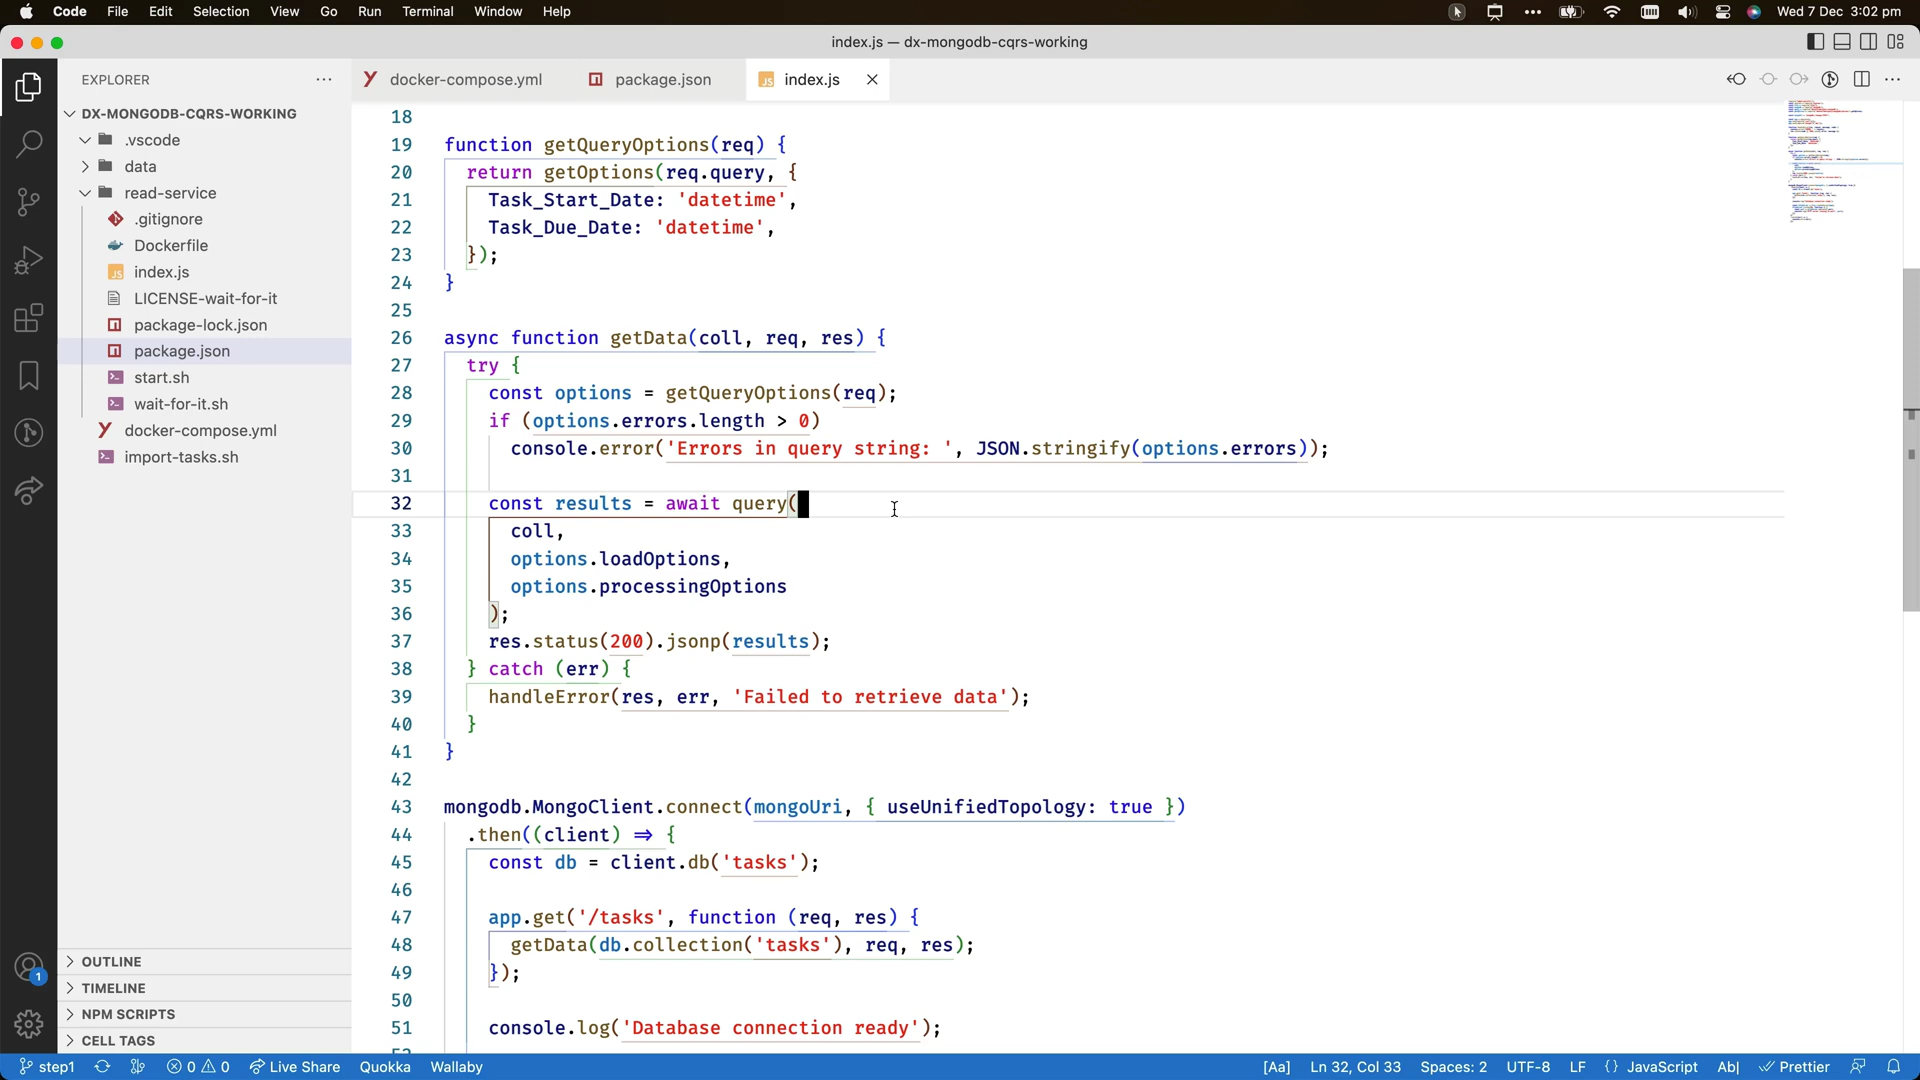 Code File Edit Selection View Go Run Terminal Window Help Wed 7 Dec 3:02 pm
index.js — dx-mongodb-cqrs-working
EXPLORER
docker-compose.yml package.json index.js
DX-MONGODB-CQRS-WORKING
.vscode
data
read-service
.gitignore
Dockerfile
index.js
LICENSE-wait-for-it
package-lock.json
package.json
start.sh
wait-for-it.sh
docker-compose.yml
import-tasks.sh
OUTLINE
TIMELINE
NPM SCRIPTS
CELL TAGS
18
19 function getQueryOptions(req) {
20 return getOptions(req.query, {
21 Task_Start_Date: 'datetime',
22 Task_Due_Date: 'datetime',
23 });
24 }
25
26 async function getData(coll, req, res) {
27 try {
28 const options = getQueryOptions(req);
29 if (options.errors.length > 0)
30 console.error('Errors in query string: ', JSON.stringify(options.errors));
31
32 const results = await query(
33 coll,
34 options.loadOptions,
35 options.processingOptions
36 );
37 res.status(200).jsonp(results);
38 } catch (err) {
39 handleError(res, err, 'Failed to retrieve data');
40 }
41 }
42
43 mongodb.MongoClient.connect(mongoUri, { useUnifiedTopology: true })
44 .then((client) ⇒ {
45 const db = client.db('tasks');
46
47 app.get('/tasks', function (req, res) {
48 getData(db.collection('tasks'), req, res);
49 });
50
51 console.log('Database connection ready');
1
step1 0 0 Live Share Quokka Wallaby [Aa] Ln 32, Col 33 Spaces: 2 UTF-8 LF {} JavaScript Ab| Prettier